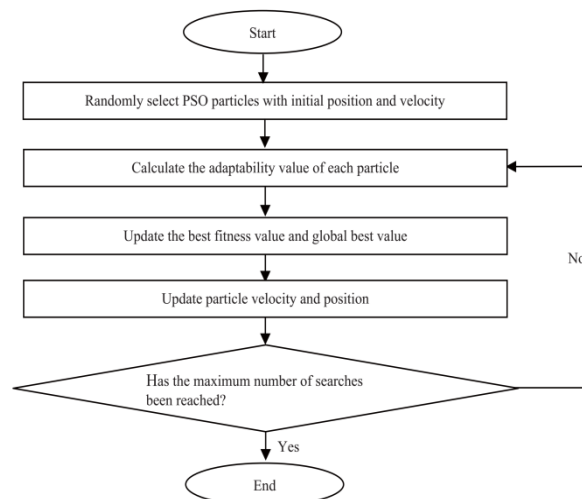 Start
Randomly select PSO particles with initial position and velocity
Calculate the adaptability value of each particle
Update the best fitness value and global best value
No
Update particle velocity and position
Has the maximum number of searches
been reached?
Yes
End